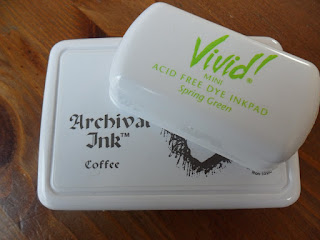 Vivid!
MINI
ACID FREE DYE INKPAD
Spring Green
Archival
Ink™
Coffee